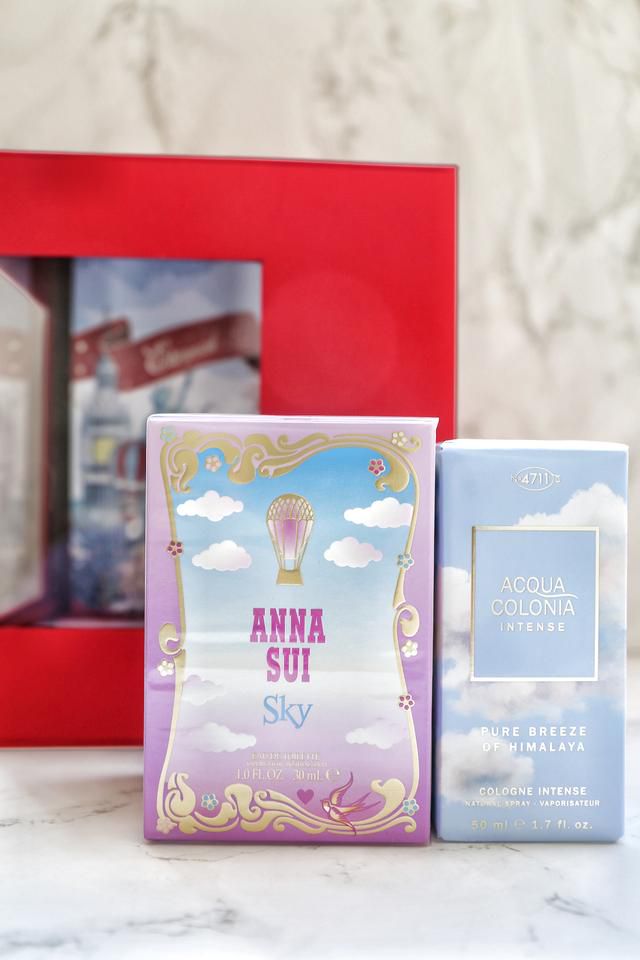 ANNA
SUI
Sky
EAU DE TOILETTE
1.0 FL.OZ 30 mL ℮
Nº4711
ACQUA
COLONIA
INTENSE
PURE BREEZE
OF HIMALAYA
COLOGNE INTENSE
NATURAL SPRAY · VAPORISATEUR
50 ml ℮ 1.7 fl. oz.